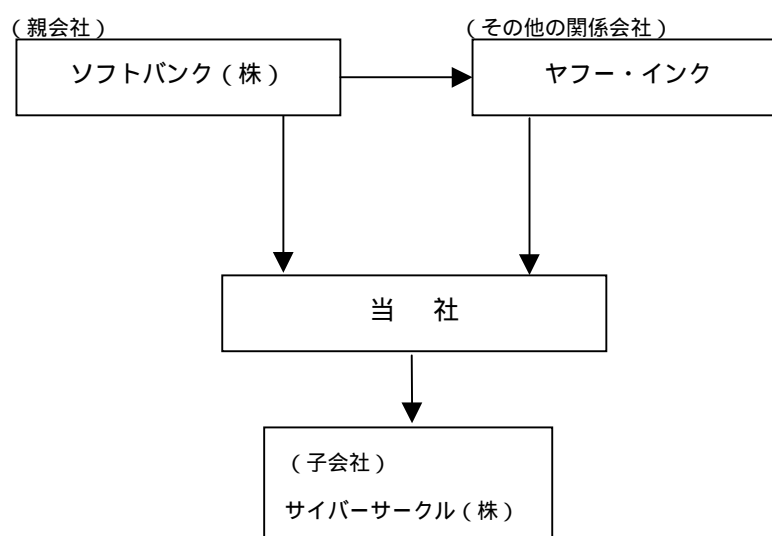 （親会社）
（その他の関係会社）
ソフトバンク（株）
ヤフー・インク
当　社
（子会社）
サイバーサークル（株）